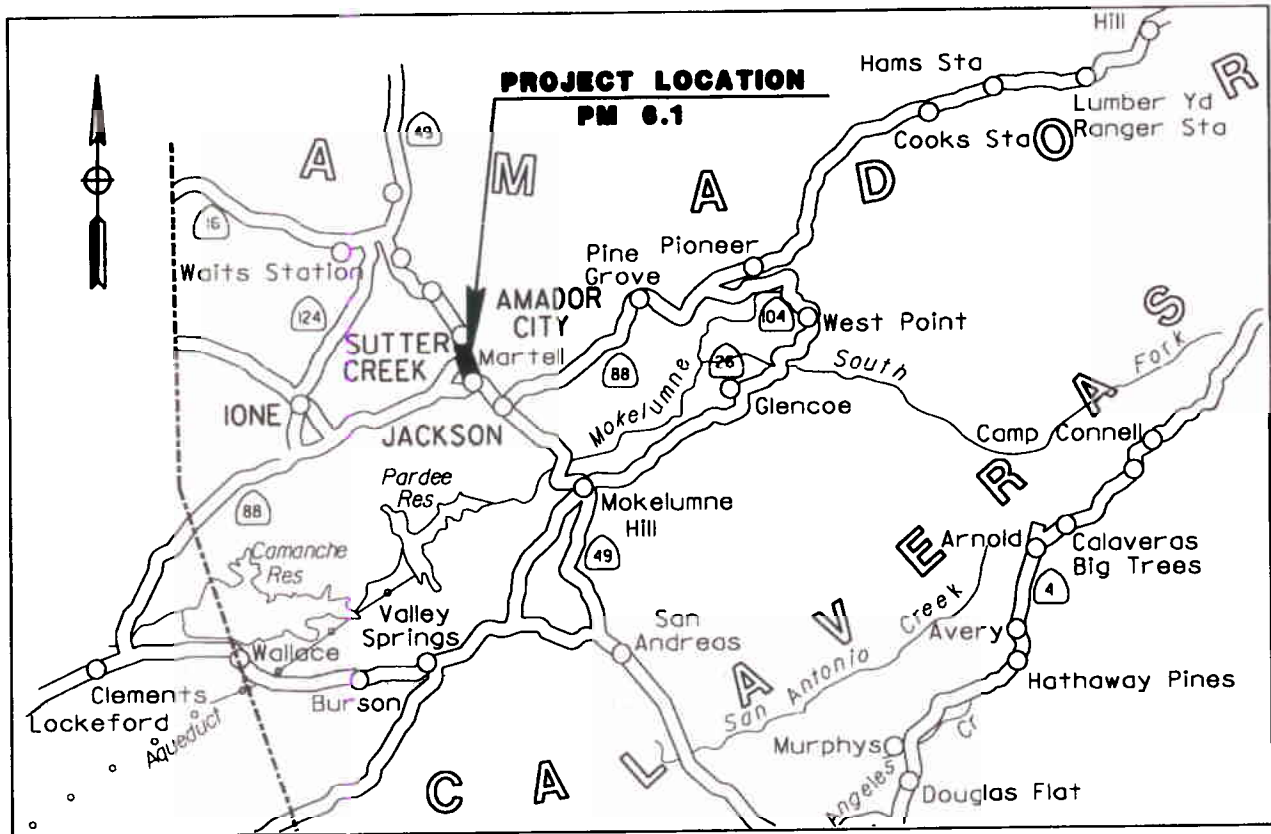 PROJECT LOCATION
PM 6.1
Hill
Hams Sta
Lumber Yd
Ranger Sta
Cooks Sta
A M A D O R
49
16
Waits Station
124
Pine
Grove
Pioneer
AMADOR
CITY
SUTTER
CREEK
Martell
104
West Point
88
26
Mokelumne
South
Fork
Glencoe
IONE
JACKSON
Camp Connell
Pardee
Res
Mokelumne
Hill
88
Camanche
Res
49
Arnold
Calaveras
Big Trees
4
Valley
Springs
San
Andreas
Creek
Avery
Wallace
San Antonio
Hathaway Pines
Clements
Lockeford
Burson
Aqueduct
Murphys
Angeles
Cr
Douglas Flat
C A L A V E R A S